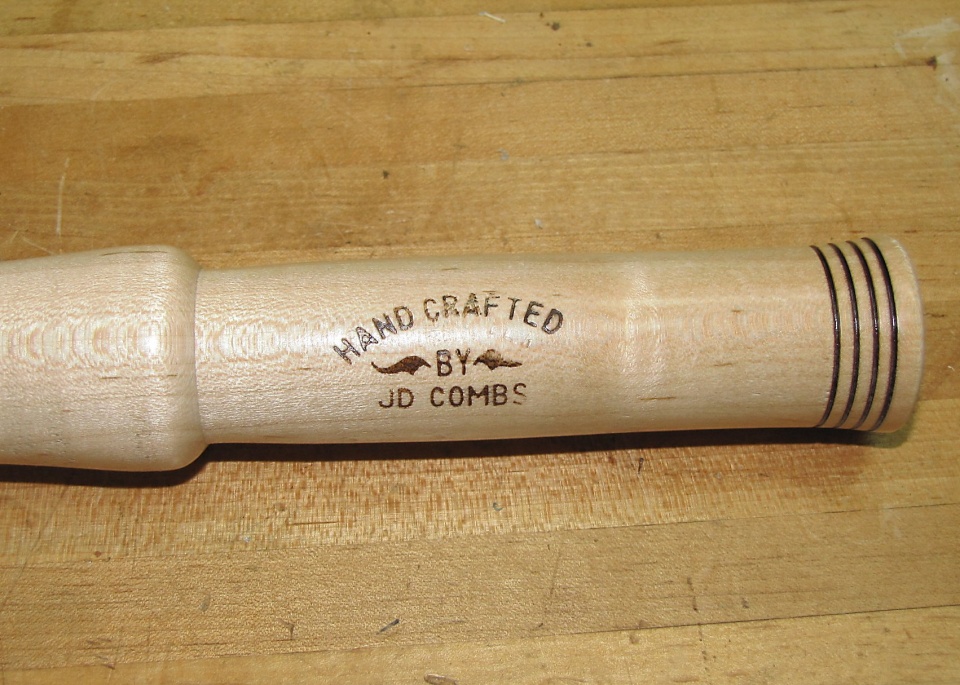 HAND CRAFTED
BY
JD COMBS